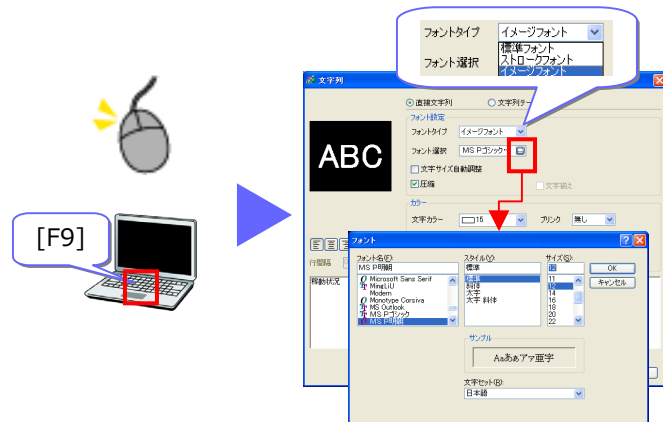 フォントタイプ イメージフォント
標準フォント
ストロークフォント
イメージフォント
フォント選択
文字列
直接文字列 文字列テー
フォント設定
フォントタイプ イメージフォント
フォント選択 MS Pゴシック
文字サイズ自動調整
圧縮 文字揃え
カラー
文字カラー 15 ブリンク 無し
ABC
行間隔
稼動状況
[F9]
フォント
フォント名(F): スタイル(Y): サイズ(S):
MS P明朝 標準 12
Microsoft Sans Serif 標準 11
MingLiU 斜体 12
Modern 太字 14
Monotype Corsiva 太字 斜体 16
MS Outlook 18
MS Pゴシック 20
MS P明朝 22
OK
キャンセル
サンプル
Aaあぁアァ亜宇
文字セット(R):
日本語